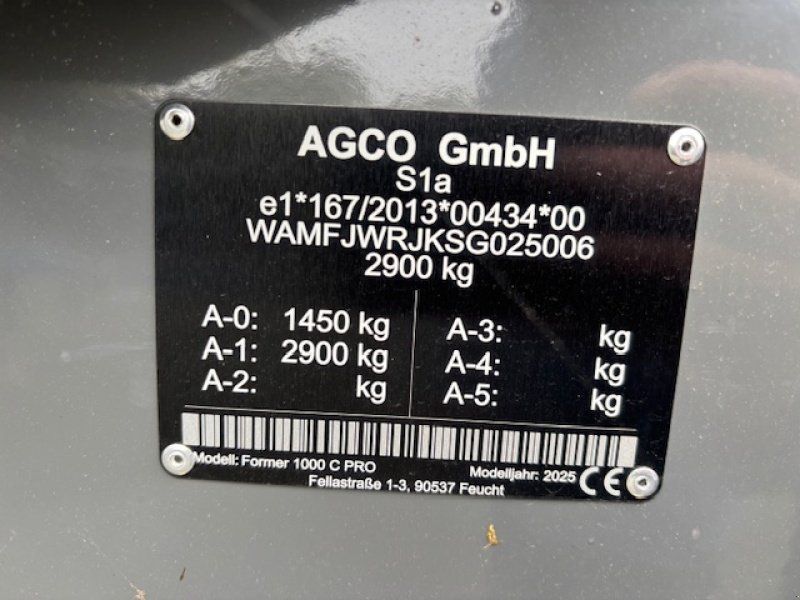 AGCO GmbH
S1a
e1*167/2013*00434*00
WAMFJWRJKSG025006
2900 kg
A-0: 1450 kg
A-1: 2900 kg
A-2: kg
A-3: kg
A-4: kg
A-5: kg
Modell: Former 1000 C PRO
Modelljahr: 2025
Fellastraße 1-3, 90537 Feucht
CE